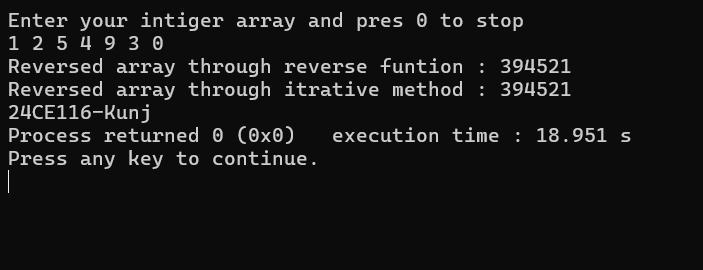 Enter your intiger array and pres 0 to stop
1 2 5 4 9 3 0
Reversed array through reverse funtion : 394521
Reversed array through itrative method : 394521
24CE116-Kunj
Process returned 0 (0x0)   execution time : 18.951 s
Press any key to continue.